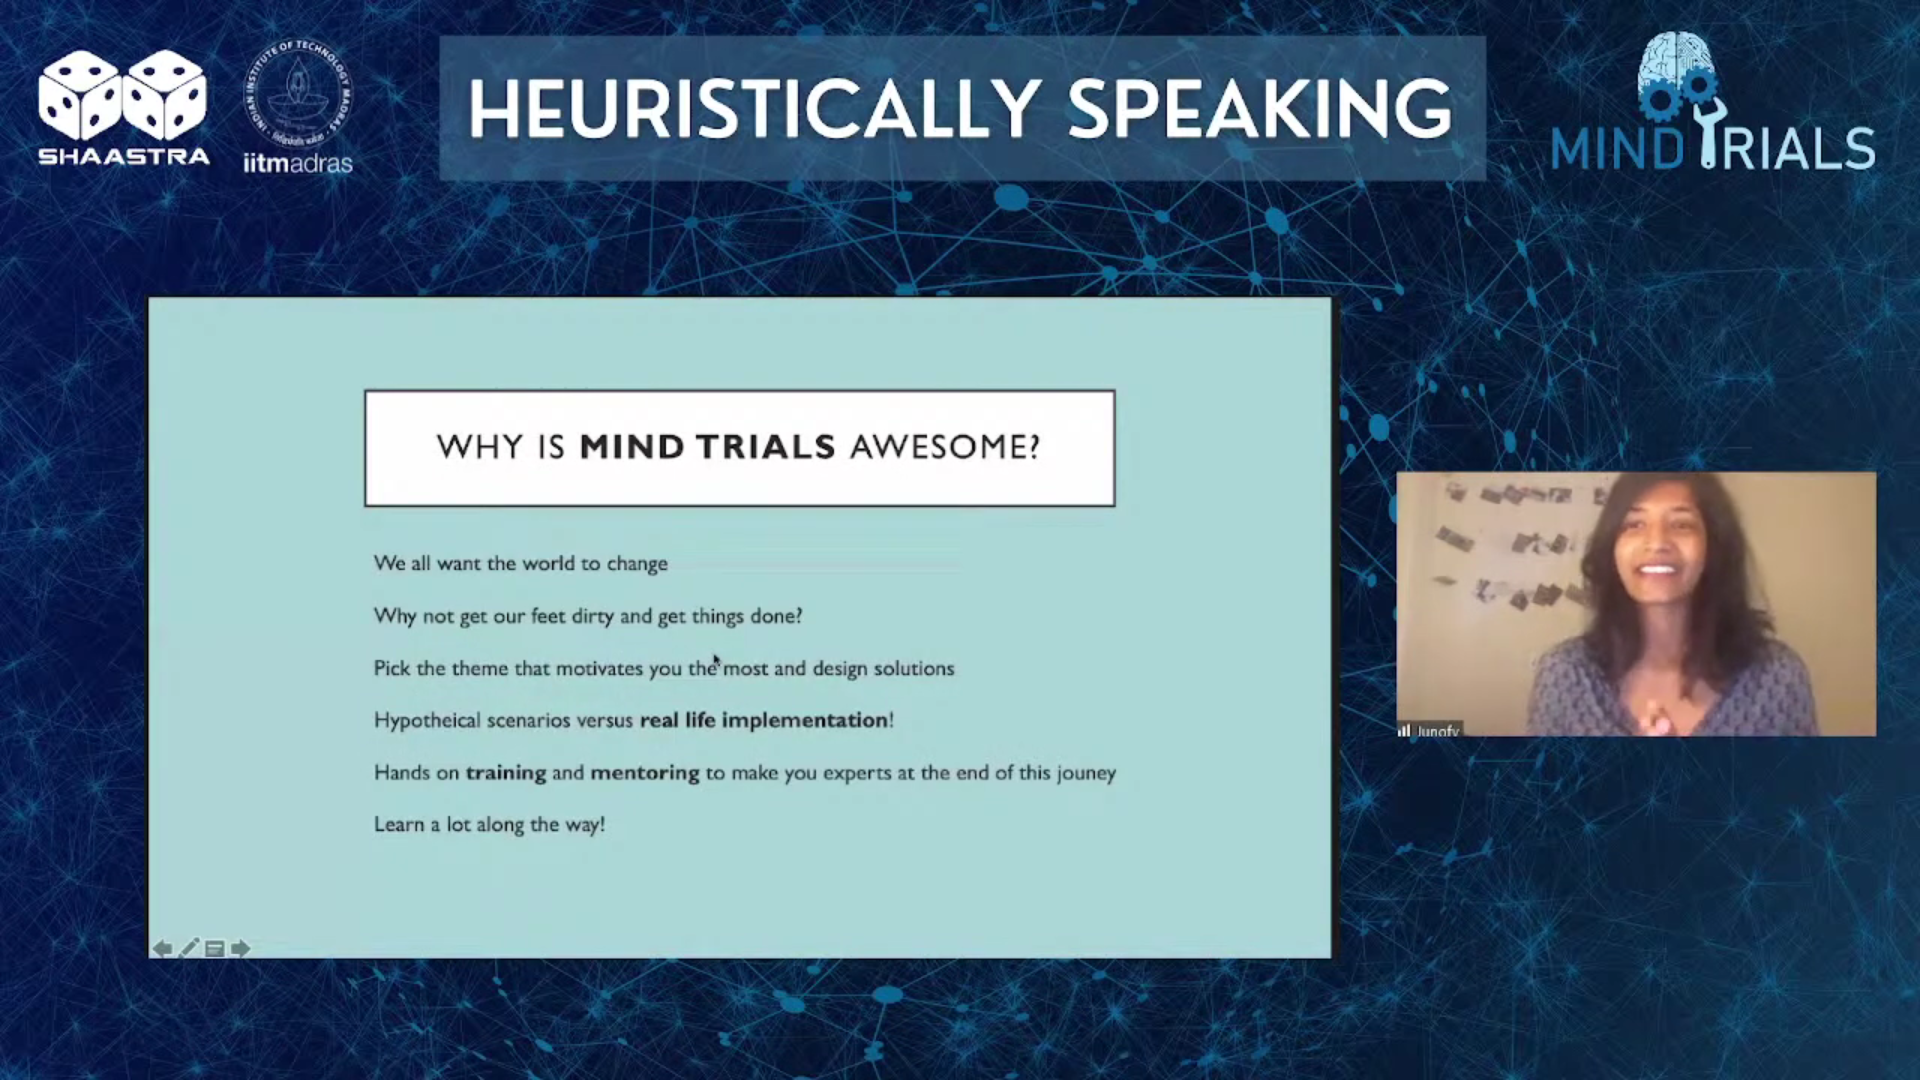 SHAASTRA
INDIAN INSTITUTE OF TECHNOLOGY MADRAS
iitmadras
HEURISTICALLY SPEAKING
MIND TRIALS
WHY IS MIND TRIALS AWESOME?
We all want the world to change
Why not get our feet dirty and get things done?
Pick the theme that motivates you the most and design solutions
Hypotheical scenarios versus real life implementation!
Hands on training and mentoring to make you experts at the end of this jouney
Learn a lot along the way!